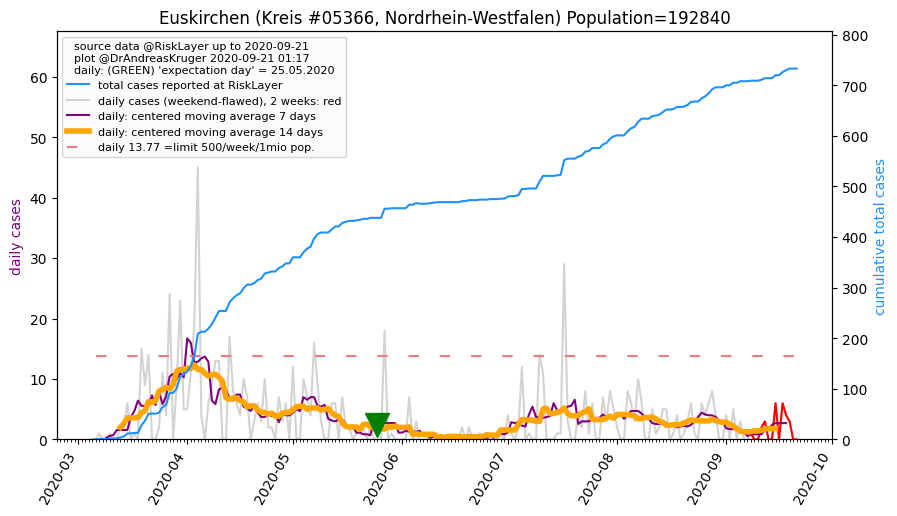 Euskirchen (Kreis #05366, Nordrhein-Westfalen) Population=192840
source data @RiskLayer up to 2020-09-21
plot @DrAndreasKruger 2020-09-21 01:17
daily: (GREEN) 'expectation day' = 25.05.2020
total cases reported at RiskLayer
daily cases (weekend-flawed), 2 weeks: red
daily: centered moving average 7 days
daily: centered moving average 14 days
daily 13.77 =limit 500/week/1mio pop.
daily cases
60
50
40
30
20
10
0
800
700
600
500
400
300
200
100
0
cumulative total cases
2020-03
2020-04
2020-05
2020-06
2020-07
2020-08
2020-09
2020-10